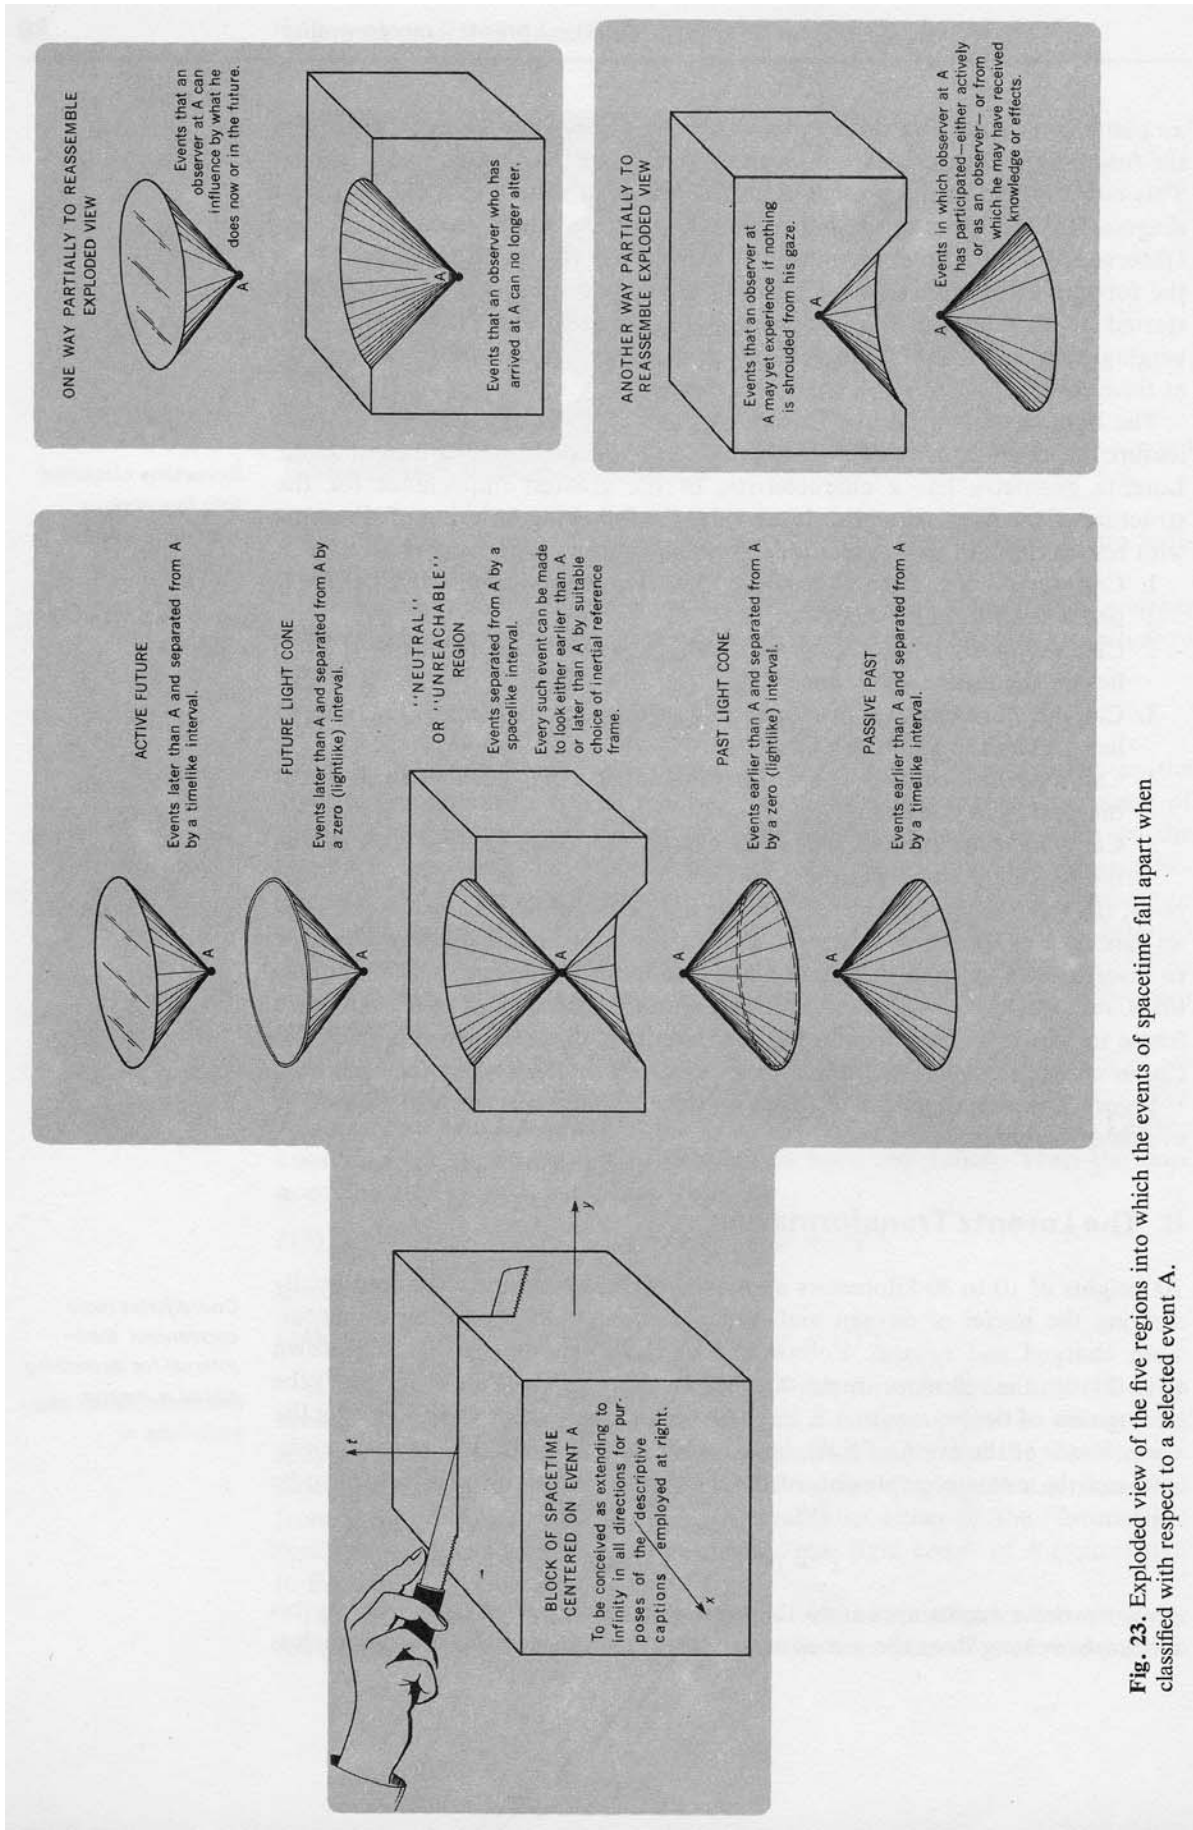 BLOCK OF SPACETIME
CENTERED ON EVENT A
To be conceived as extending to
infinity in all directions for pur-
poses of the descriptive
captions employed at right.
t
y
x
ACTIVE FUTURE
Events later than A and separated from A
by a timelike interval.
A
FUTURE LIGHT CONE
Events later than A and separated from A by
a zero (lightlike) interval.
A
"NEUTRAL"
OR "UNREACHABLE"
REGION
Events separated from A by a
spacelike interval.
Every such event can be made
to look either earlier than A
or later than A by suitable
choice of inertial reference
frame.
A
PAST LIGHT CONE
Events earlier than A and separated from A
by a zero (lightlike) interval.
A
PASSIVE PAST
Events earlier than A and separated from A
by a timelike interval.
A
ONE WAY PARTIALLY TO REASSEMBLE
EXPLODED VIEW
Events that an
observer at A can
influence by what he
does now or in the future.
A
A
Events that an observer who has
arrived at A can no longer alter.
ANOTHER WAY PARTIALLY TO
REASSEMBLE EXPLODED VIEW
Events that an observer at
A may yet experience if nothing
is shrouded from his gaze.
A
A
Events in which observer at A
has participated—either actively
or as an observer— or from
which he may have received
knowledge or effects.
Fig. 23. Exploded view of the five regions into which the events of spacetime fall apart when
classified with respect to a selected event A.